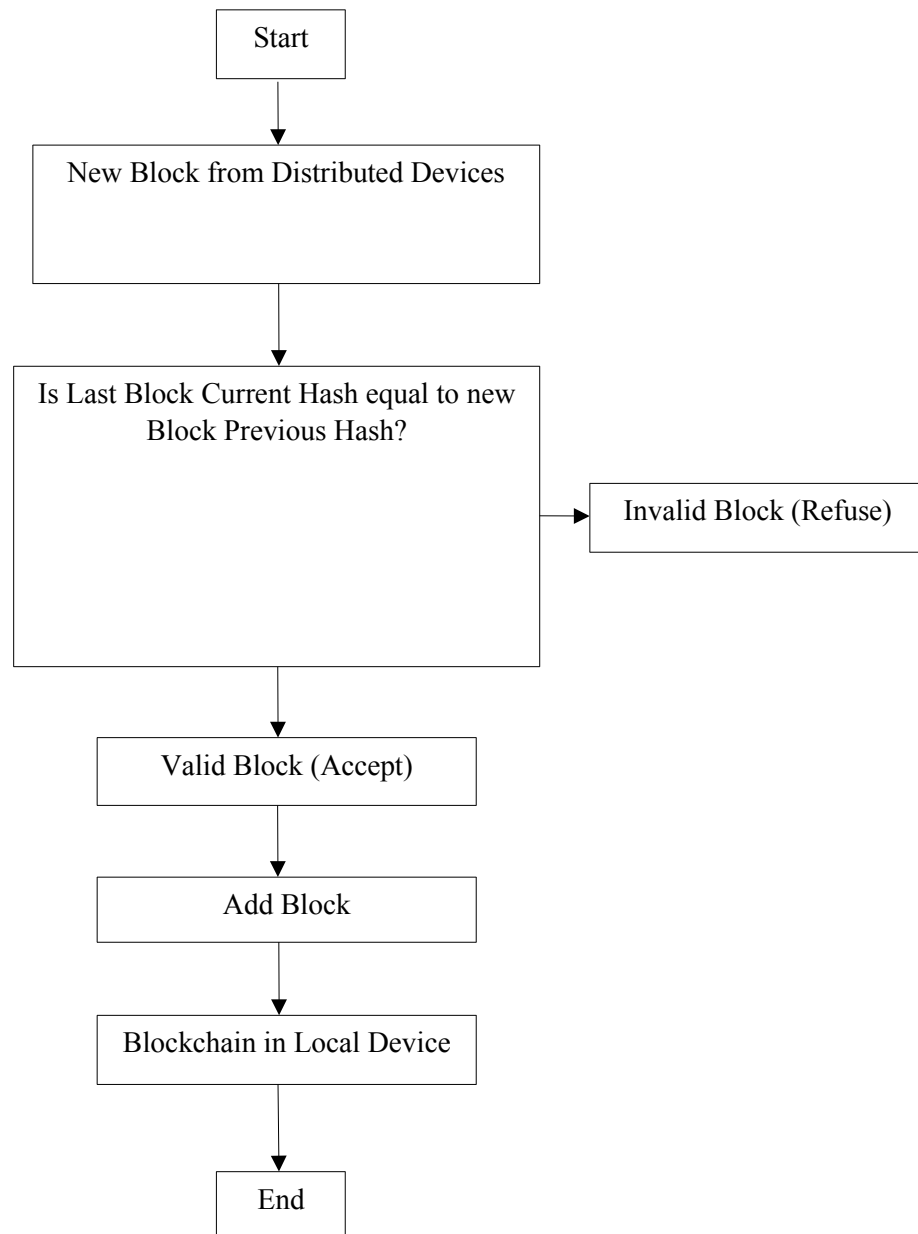 Start
New Block from Distributed Devices
Is Last Block Current Hash equal to new
Block Previous Hash?
Invalid Block (Refuse)
Valid Block (Accept)
Add Block
Blockchain in Local Device
End